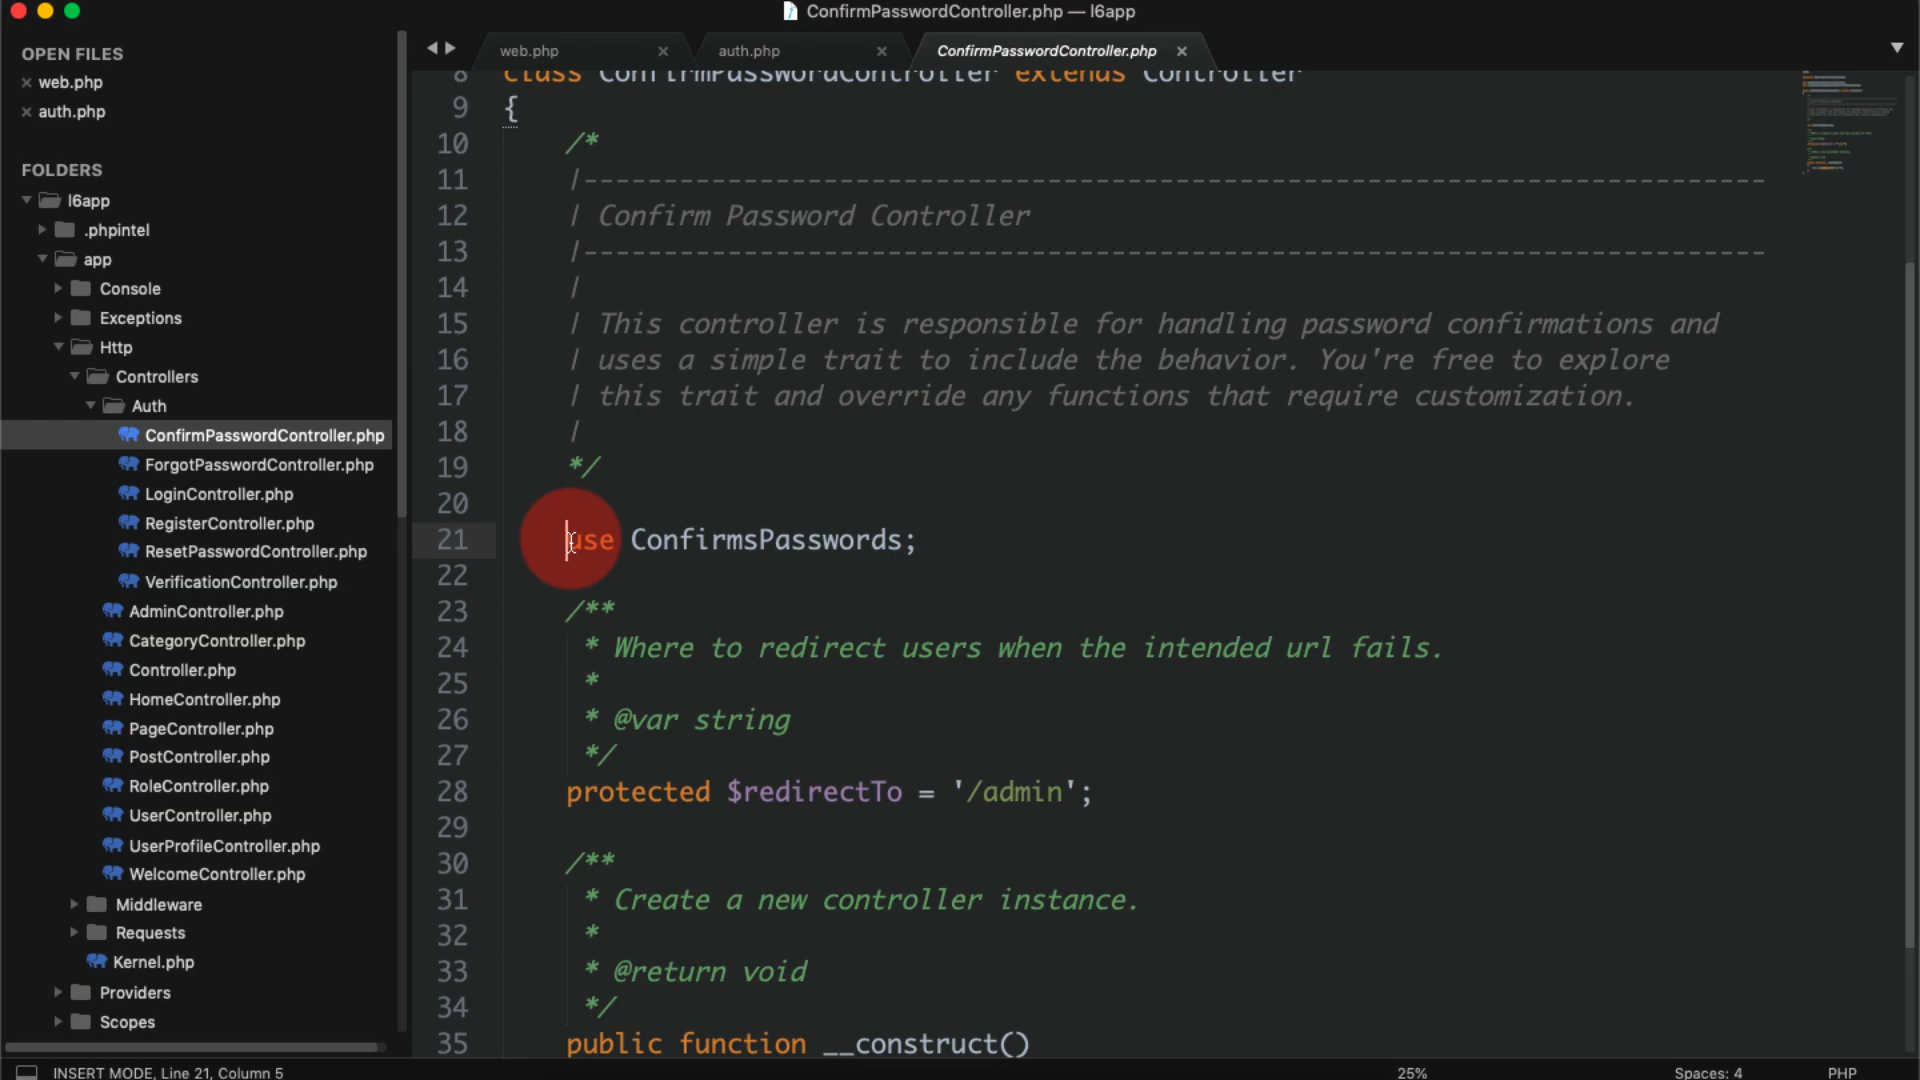 ConfirmPasswordController.php — l6app
OPEN FILES
web.php
auth.php
FOLDERS
l6app
.phpintel
app
Console
Exceptions
Http
Controllers
Auth
ConfirmPasswordController.php
ForgotPasswordController.php
LoginController.php
RegisterController.php
ResetPasswordController.php
VerificationController.php
AdminController.php
CategoryController.php
Controller.php
HomeController.php
PageController.php
PostController.php
RoleController.php
UserController.php
UserProfileController.php
WelcomeController.php
Middleware
Requests
Kernel.php
Providers
Scopes
web.php
auth.php
ConfirmPasswordController.php
8 class ConfirmPasswordController extends Controller
9 {
10 /*
11 |--------------------------------------------------------------------------
12 | Confirm Password Controller
13 |--------------------------------------------------------------------------
14 |
15 | This controller is responsible for handling password confirmations and
16 | uses a simple trait to include the behavior. You're free to explore
17 | this trait and override any functions that require customization.
18 |
19 */
20
21 use ConfirmsPasswords;
22
23 /**
24 * Where to redirect users when the intended url fails.
25 *
26 * @var string
27 */
28 protected $redirectTo = '/admin';
29
30 /**
31 * Create a new controller instance.
32 *
33 * @return void
34 */
35 public function __construct()
INSERT MODE, Line 21, Column 5
25%
Spaces: 4
PHP